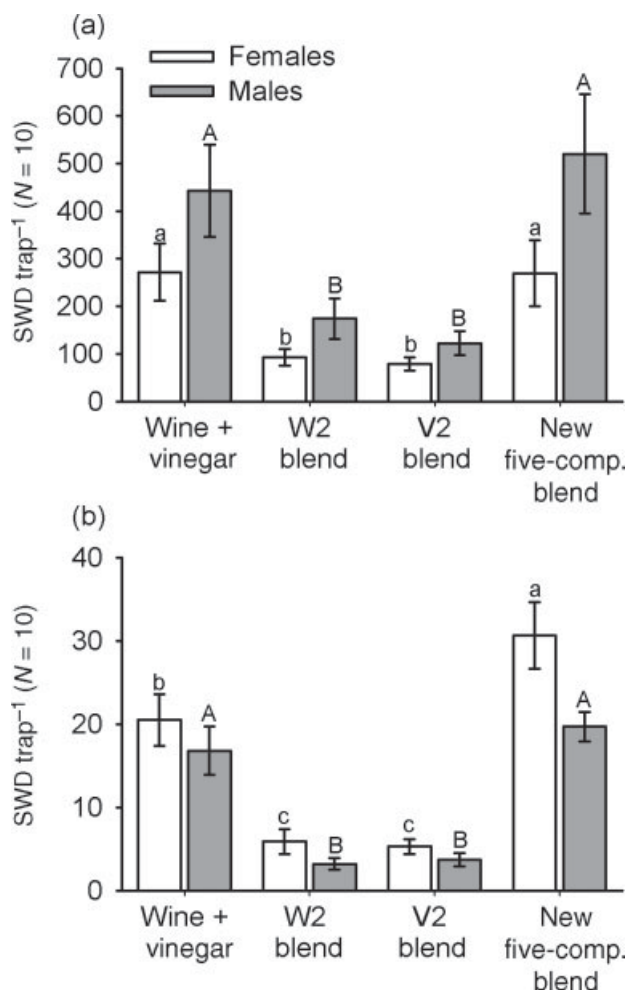 (a)
Females
Males
SWD trap⁻¹ (N = 10)
700
600
500
400
300
200
100
0
a
A
b
B
b
B
a
A
Wine + vinegar
W2 blend
V2 blend
New five-comp. blend
(b)
SWD trap⁻¹ (N = 10)
40
30
20
10
0
b
A
c
B
c
B
a
A
Wine + vinegar
W2 blend
V2 blend
New five-comp. blend